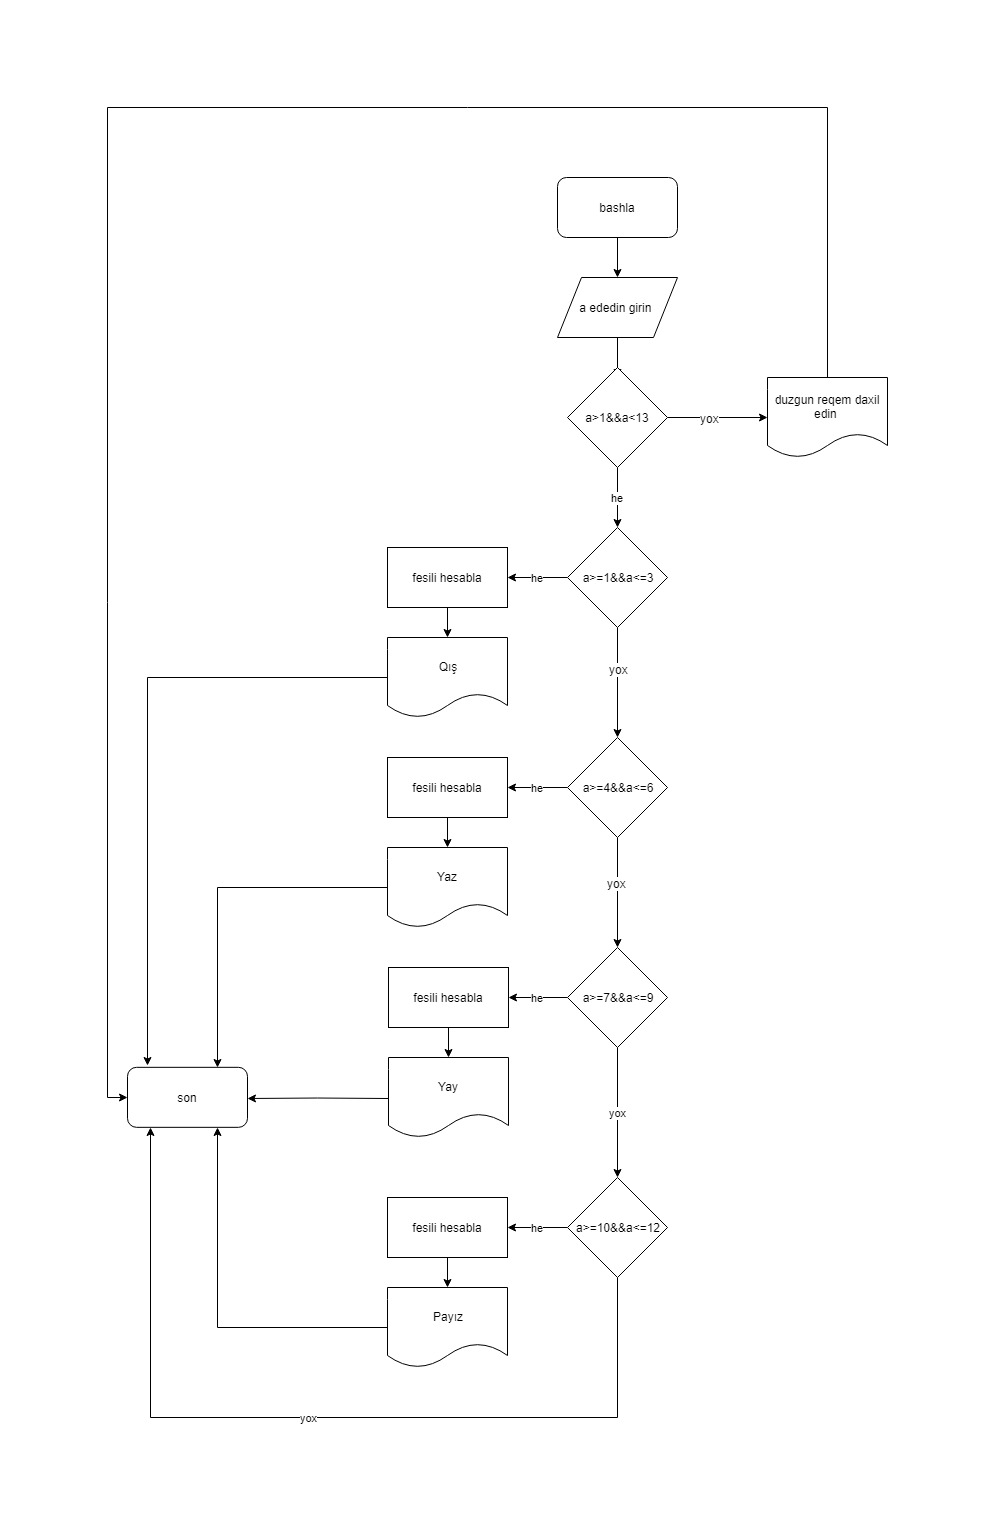 bashla
a ededin girin
a>1&&a<13
yox
duzgun reqem daxil
edin
he
fesili hesabla
he
a>=1&&a<=3
Qış
yox
fesili hesabla
he
a>=4&&a<=6
Yaz
yox
fesili hesabla
he
a>=7&&a<=9
Yay
son
yox
fesili hesabla
he
a>=10&&a<=12
Payız
yox